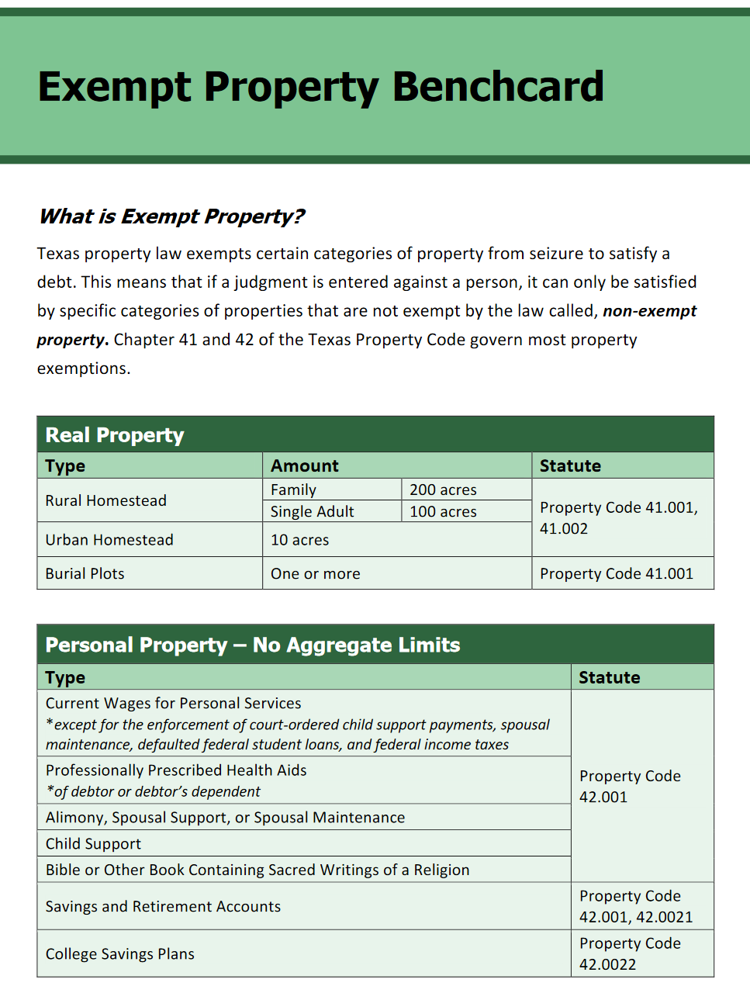 Exempt Property Benchcard
What is Exempt Property?
Texas property law exempts certain categories of property from seizure to satisfy a
debt. This means that if a judgment is entered against a person, it can only be satisfied
by specific categories of properties that are not exempt by the law called, non-exempt
property. Chapter 41 and 42 of the Texas Property Code govern most property
exemptions.
Real Property
Type Amount Statute
Rural Homestead
Family 200 acres
Single Adult 100 acres
Property Code 41.001,
41.002
Urban Homestead 10 acres
Burial Plots One or more Property Code 41.001
Personal Property – No Aggregate Limits
Type Statute
Current Wages for Personal Services
*except for the enforcement of court-ordered child support payments, spousal
maintenance, defaulted federal student loans, and federal income taxes
Professionally Prescribed Health Aids
*of debtor or debtor's dependent
Property Code
42.001
Alimony, Spousal Support, or Spousal Maintenance
Child Support
Bible or Other Book Containing Sacred Writings of a Religion
Savings and Retirement Accounts
Property Code
42.001, 42.0021
College Savings Plans
Property Code
42.0022